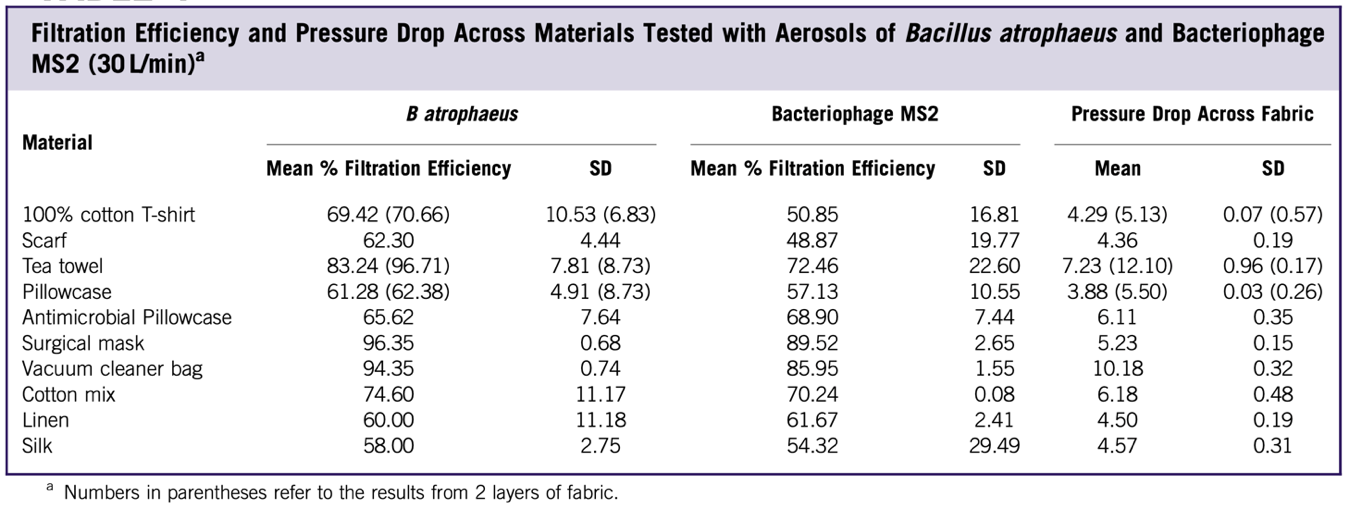 Filtration Efficiency and Pressure Drop Across Materials Tested with Aerosols of Bacillus atrophaeus and Bacteriophage
MS2 (30 L/min)a
B atrophaeus Bacteriophage MS2 Pressure Drop Across Fabric
Material
Mean % Filtration Efficiency SD Mean % Filtration Efficiency SD Mean SD
100% cotton T-shirt 69.42 (70.66) 10.53 (6.83) 50.85 16.81 4.29 (5.13) 0.07 (0.57)
Scarf 62.30 4.44 48.87 19.77 4.36 0.19
Tea towel 83.24 (96.71) 7.81 (8.73) 72.46 22.60 7.23 (12.10) 0.96 (0.17)
Pillowcase 61.28 (62.38) 4.91 (8.73) 57.13 10.55 3.88 (5.50) 0.03 (0.26)
Antimicrobial Pillowcase 65.62 7.64 68.90 7.44 6.11 0.35
Surgical mask 96.35 0.68 89.52 2.65 5.23 0.15
Vacuum cleaner bag 94.35 0.74 85.95 1.55 10.18 0.32
Cotton mix 74.60 11.17 70.24 0.08 6.18 0.48
Linen 60.00 11.18 61.67 2.41 4.50 0.19
Silk 58.00 2.75 54.32 29.49 4.57 0.31
a Numbers in parentheses refer to the results from 2 layers of fabric.